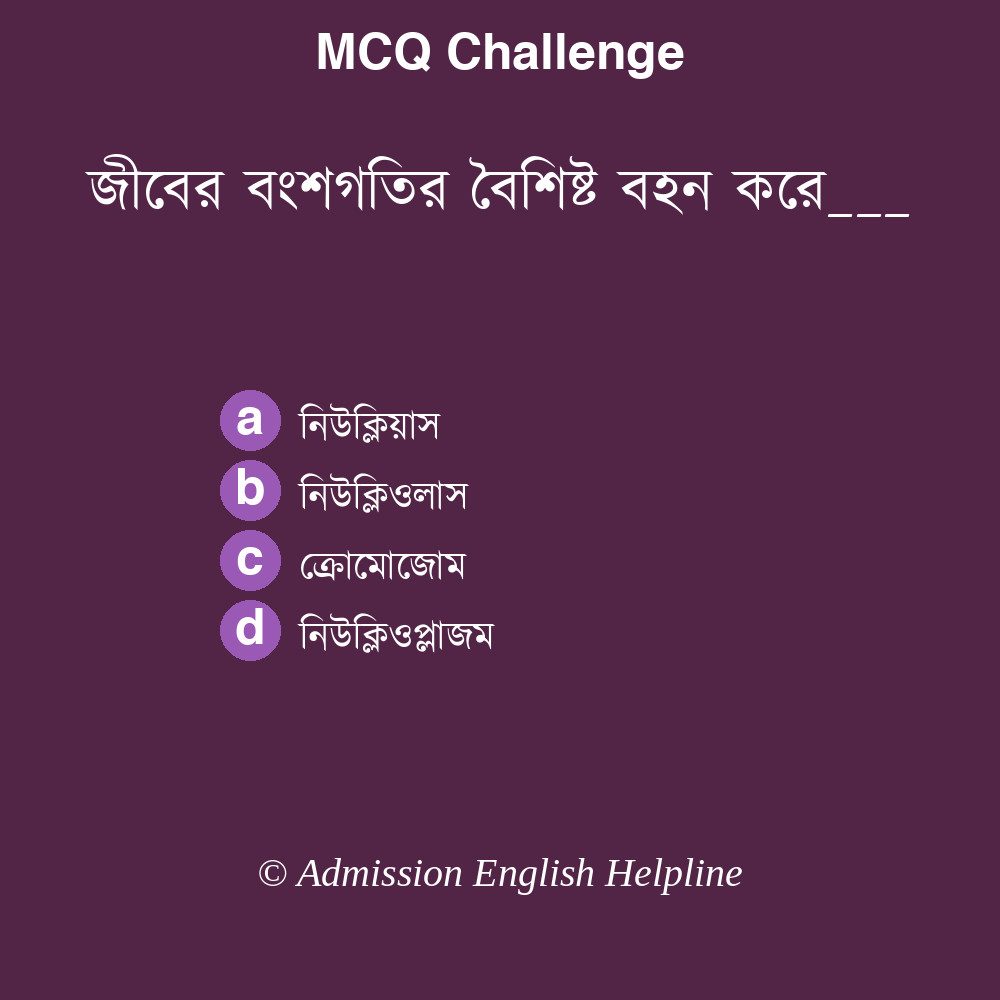 MCQ Challenge
জীবের বংশগতির বৈশিষ্ট বহন করে___
a নিউক্লিয়াস
b নিউক্লিওলাস
c ক্রোমোজোম
d নিউক্লিওপ্লাজম
© Admission English Helpline